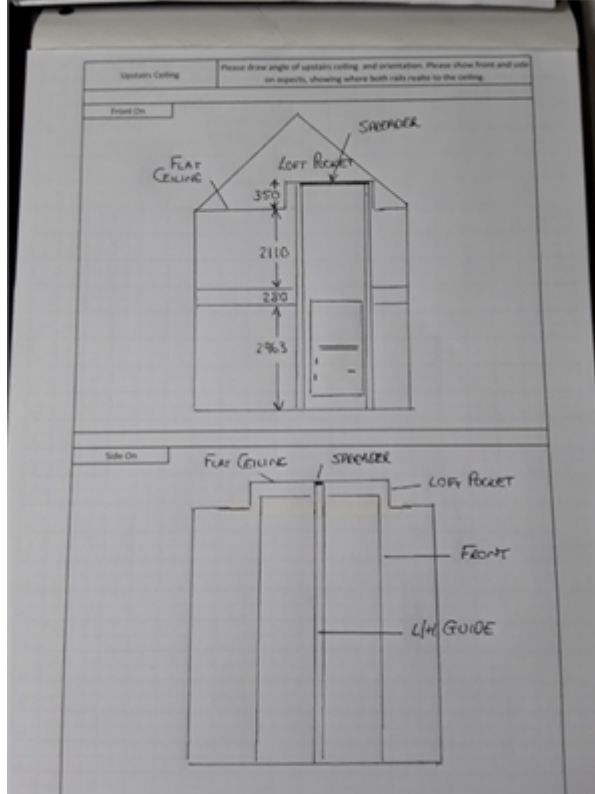 Upstairs Ceiling
Please draw angle of upstairs ceiling and orientation. Please show front and side
on aspects, showing where both rails realte to the ceiling.
Front On
SPREADER
FLAT
CEILING
LOFT POCKET
350
2110
280
2963
Side On
FLAT CEILING
SPREADER
LOFT POCKET
FRONT
L/H GUIDE